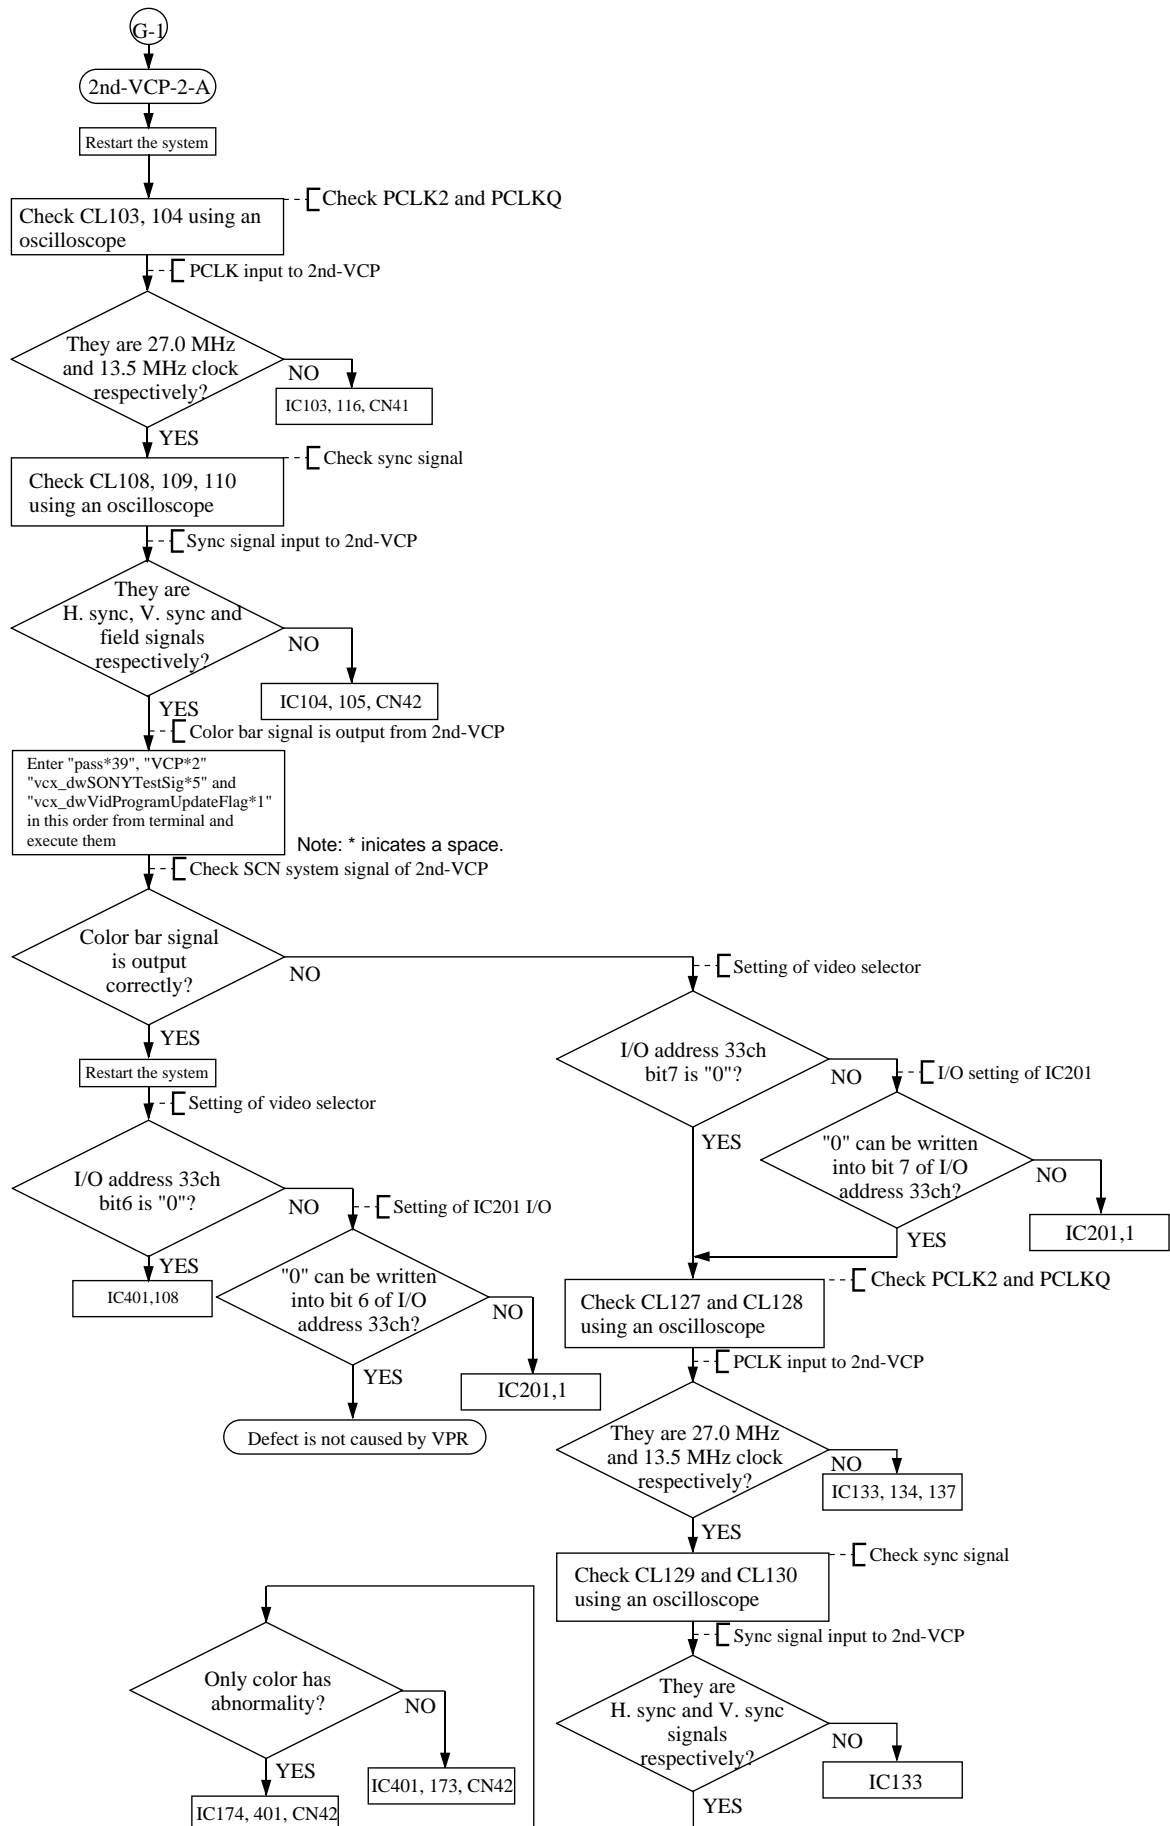 G-1
2nd-VCP-2-A
Restart the system
Check PCLK2 and PCLKQ
Check CL103, 104 using an
oscilloscope
PCLK input to 2nd-VCP
They are 27.0 MHz
and 13.5 MHz clock
respectively?
NO
IC103, 116, CN41
YES
Check sync signal
Check CL108, 109, 110
using an oscilloscope
Sync signal input to 2nd-VCP
They are
H. sync, V. sync and
field signals
respectively?
NO
IC104, 105, CN42
YES
Color bar signal is output from 2nd-VCP
Enter "pass*39", "VCP*2"
"vcx_dwSONYTestSig*5" and
"vcx_dwVidProgramUpdateFlag*1"
in this order from terminal and
execute them
Note: * inicates a space.
Check SCN system signal of 2nd-VCP
Color bar signal
is output
correctly?
NO
YES
Restart the system
Setting of video selector
I/O address 33ch
bit6 is "0"?
NO
YES
IC401,108
Setting of IC201 I/O
"0" can be written
into bit 6 of I/O
address 33ch?
NO
IC201,1
YES
Defect is not caused by VPR
Setting of video selector
I/O address 33ch
bit7 is "0"?
NO
YES
I/O setting of IC201
"0" can be written
into bit 7 of I/O
address 33ch?
NO
IC201,1
YES
Check PCLK2 and PCLKQ
Check CL127 and CL128
using an oscilloscope
PCLK input to 2nd-VCP
They are 27.0 MHz
and 13.5 MHz clock
respectively?
NO
IC133, 134, 137
YES
Check sync signal
Check CL129 and CL130
using an oscilloscope
Sync signal input to 2nd-VCP
They are
H. sync and V. sync
signals
respectively?
NO
IC133
YES
Only color has
abnormality?
NO
IC401, 173, CN42
YES
IC174, 401, CN42